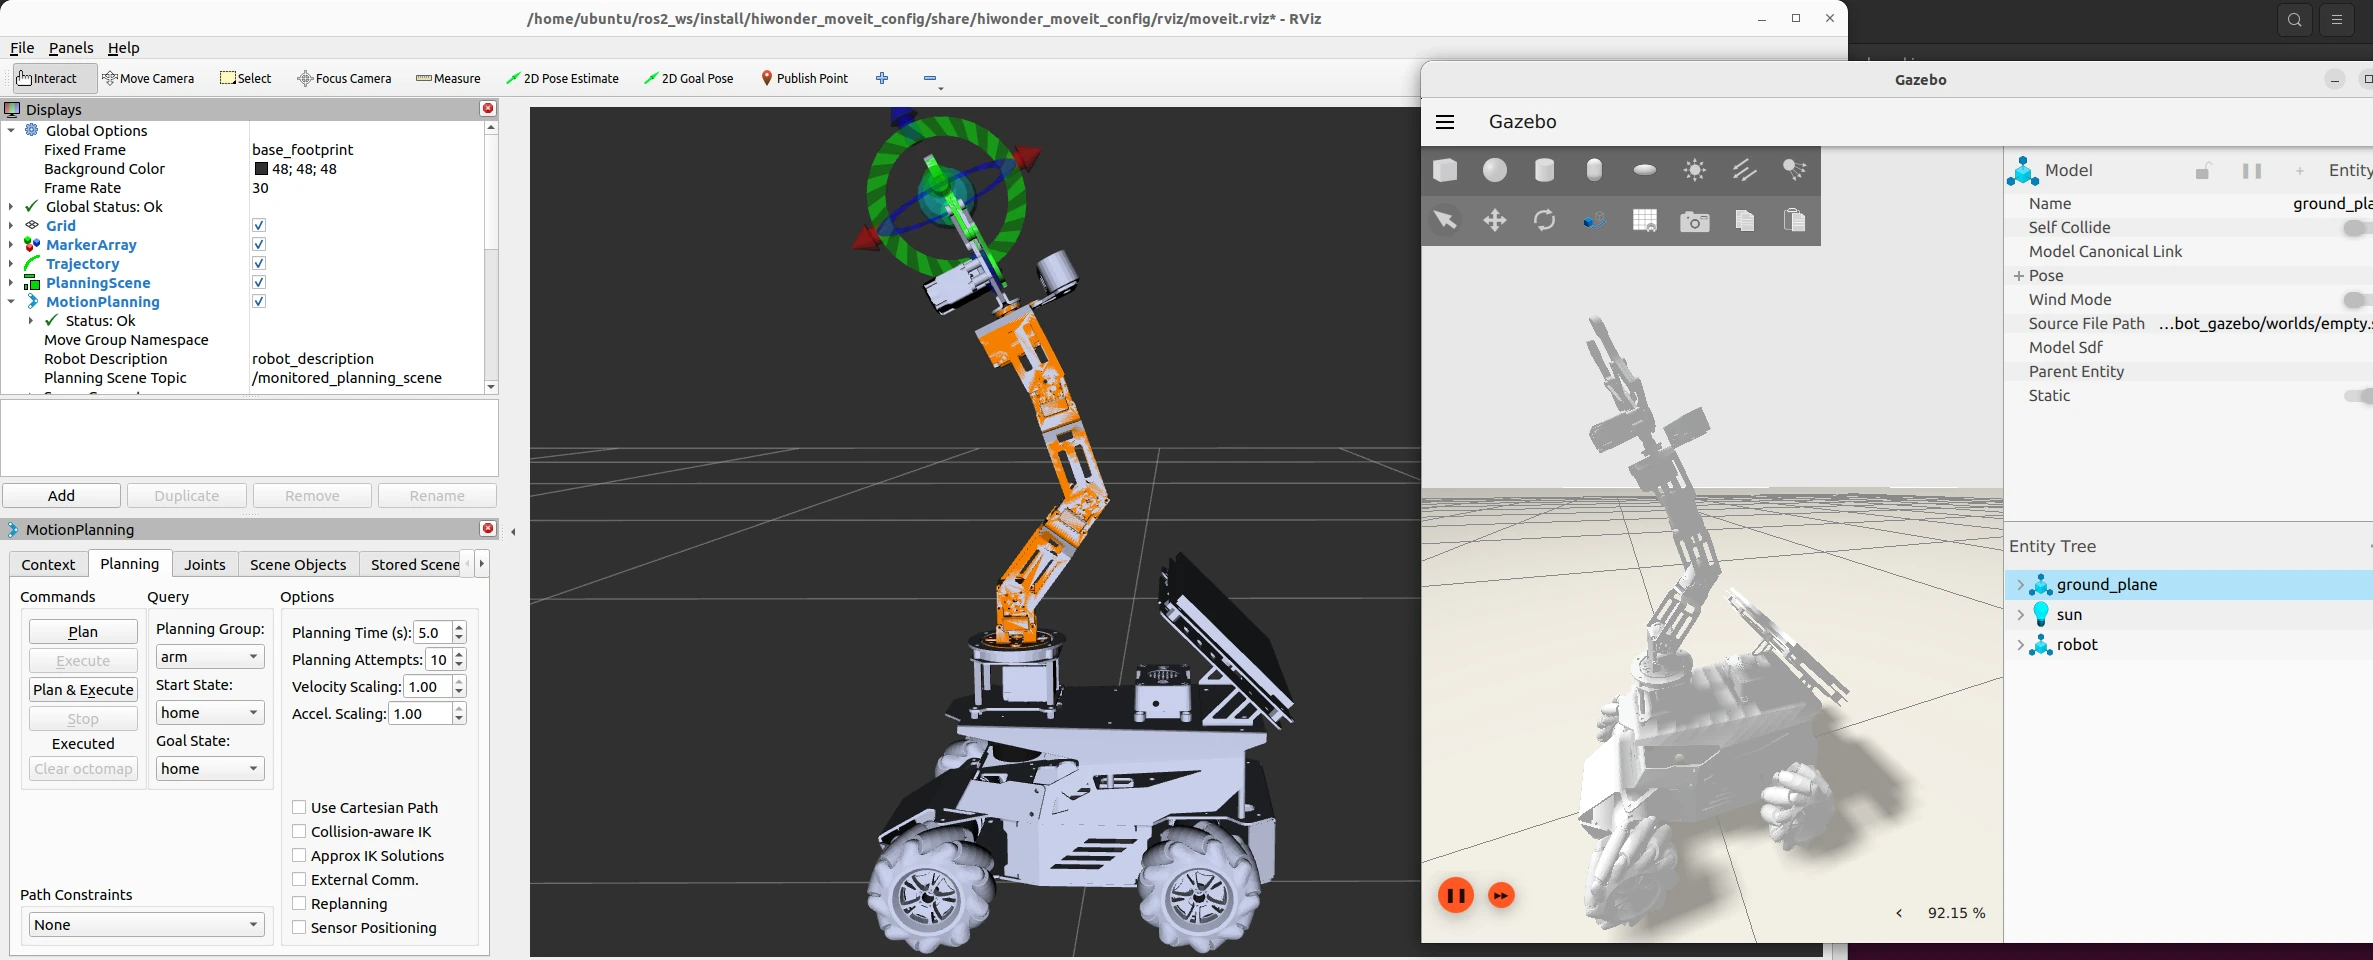 /home/ubuntu/ros2_ws/install/hiwonder_moveit_config/share/hiwonder_moveit_config/rviz/moveit.rviz* - RViz
File Panels Help
Interact Move Camera Select Focus Camera Measure 2D Pose Estimate 2D Goal Pose Publish Point
Displays
Global Options
Fixed Frame base_footprint
Background Color 48; 48; 48
Frame Rate 30
Global Status: Ok
Grid
MarkerArray
Trajectory
PlanningScene
MotionPlanning
Status: Ok
Move Group Namespace
Robot Description robot_description
Planning Scene Topic /monitored_planning_scene
Add Duplicate Remove Rename
MotionPlanning
Context Planning Joints Scene Objects Stored Scene
Commands Query Options
Plan
Execute
Plan & Execute
Stop
Executed
Clear octomap
Planning Group:
arm
Start State:
home
Goal State:
home
Planning Time (s): 5.0
Planning Attempts: 10
Velocity Scaling: 1.00
Accel. Scaling: 1.00
Use Cartesian Path
Collision-aware IK
Approx IK Solutions
External Comm.
Replanning
Sensor Positioning
Path Constraints
None
Gazebo
Gazebo
Model Entity
Name ground_pla
Self Collide
Model Canonical Link
Pose
Wind Mode
Source File Path ...bot_gazebo/worlds/empty.s
Model Sdf
Parent Entity
Static
Entity Tree
ground_plane
sun
robot
92.15 %